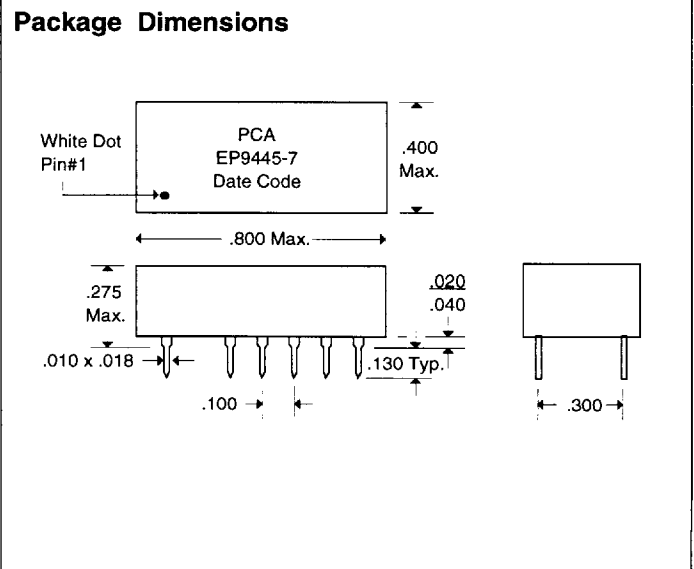 Package Dimensions
White Dot
Pin#1
PCA
EP9445-7
Date Code
.400
Max.
.800 Max.
.275
Max.
.020
.040
.010 x .018
.130 Typ.
.100
.300